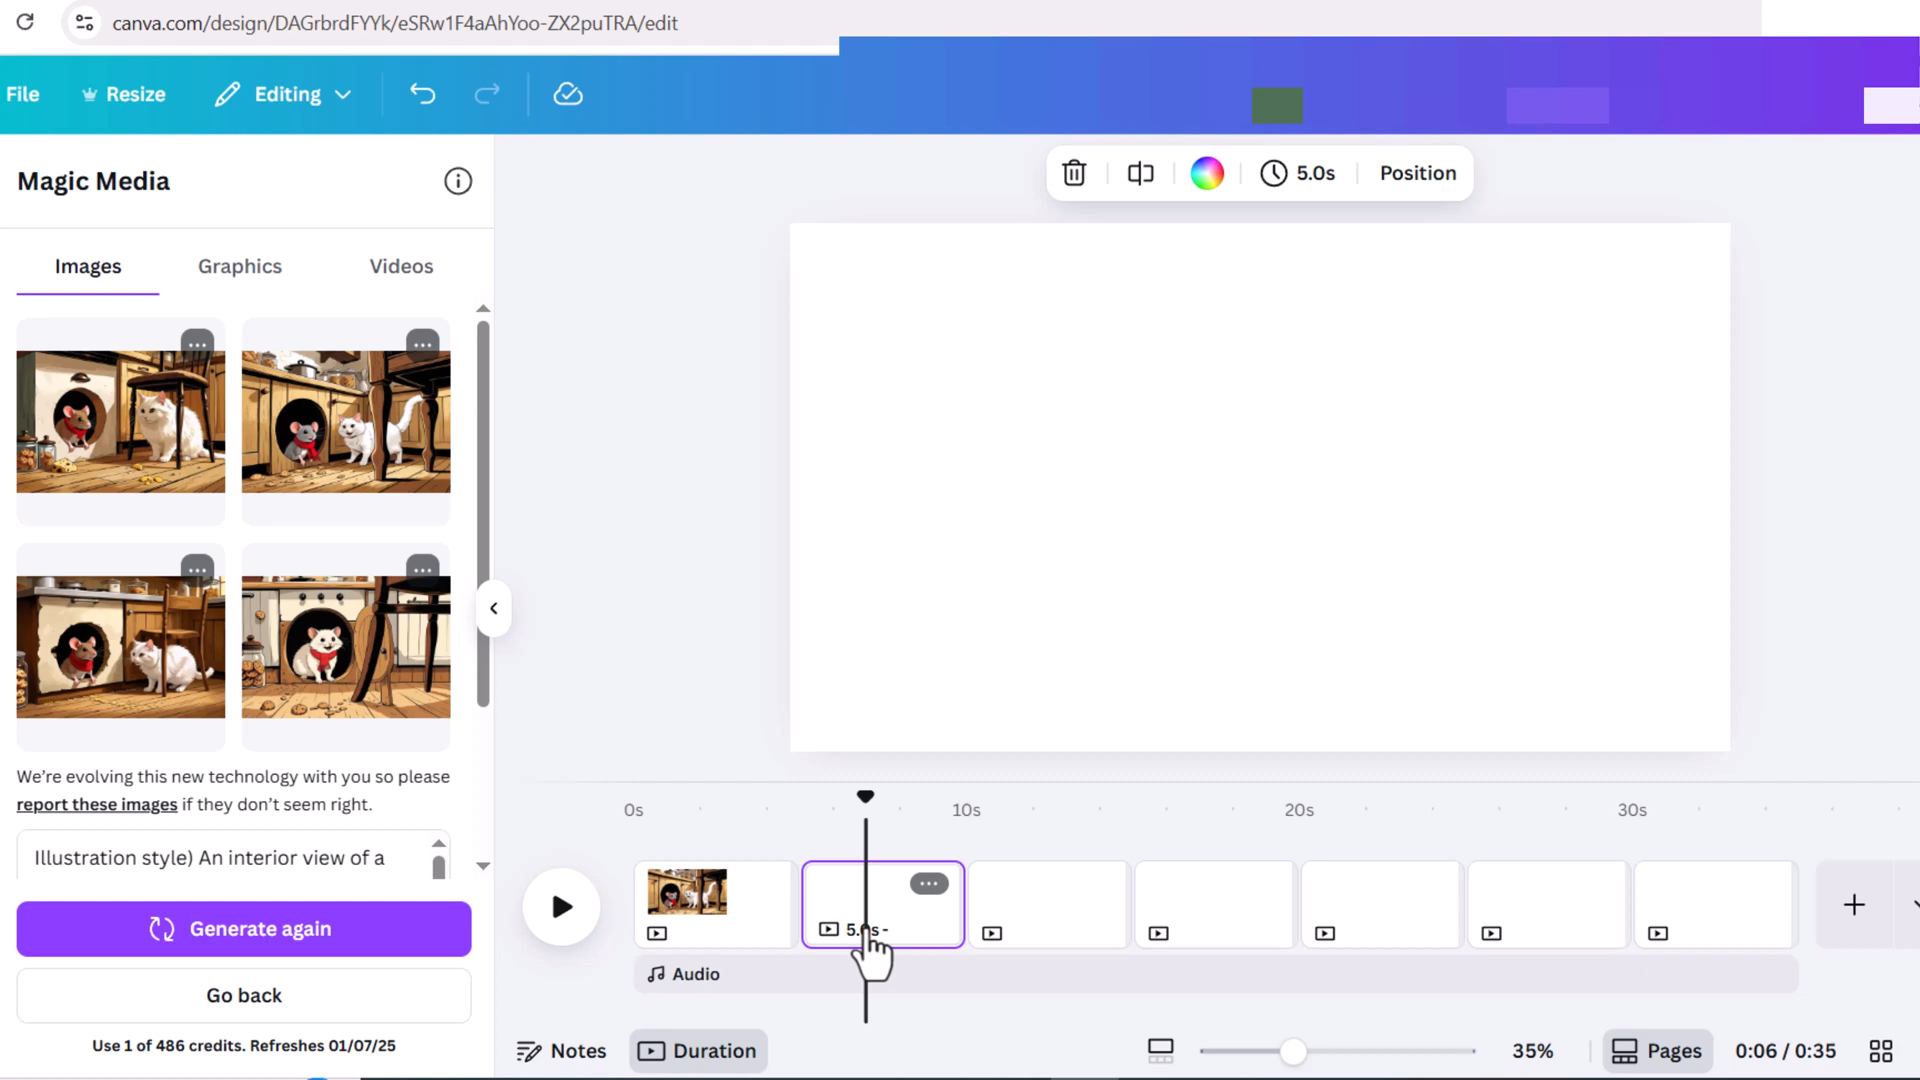 canva.com/design/DAGrbrdFYYk/eSRw1F4aAhYoo-ZX2puTRA/edit
File Resize Editing
5.0s Position
Magic Media
Images Graphics Videos
We're evolving this new technology with you so please
report these images if they don't seem right.
Illustration style) An interior view of a
Generate again
Go back
Use 1 of 486 credits. Refreshes 01/07/25
0s 10s 20s 30s
Audio
Notes Duration 35% Pages 0:06 / 0:35